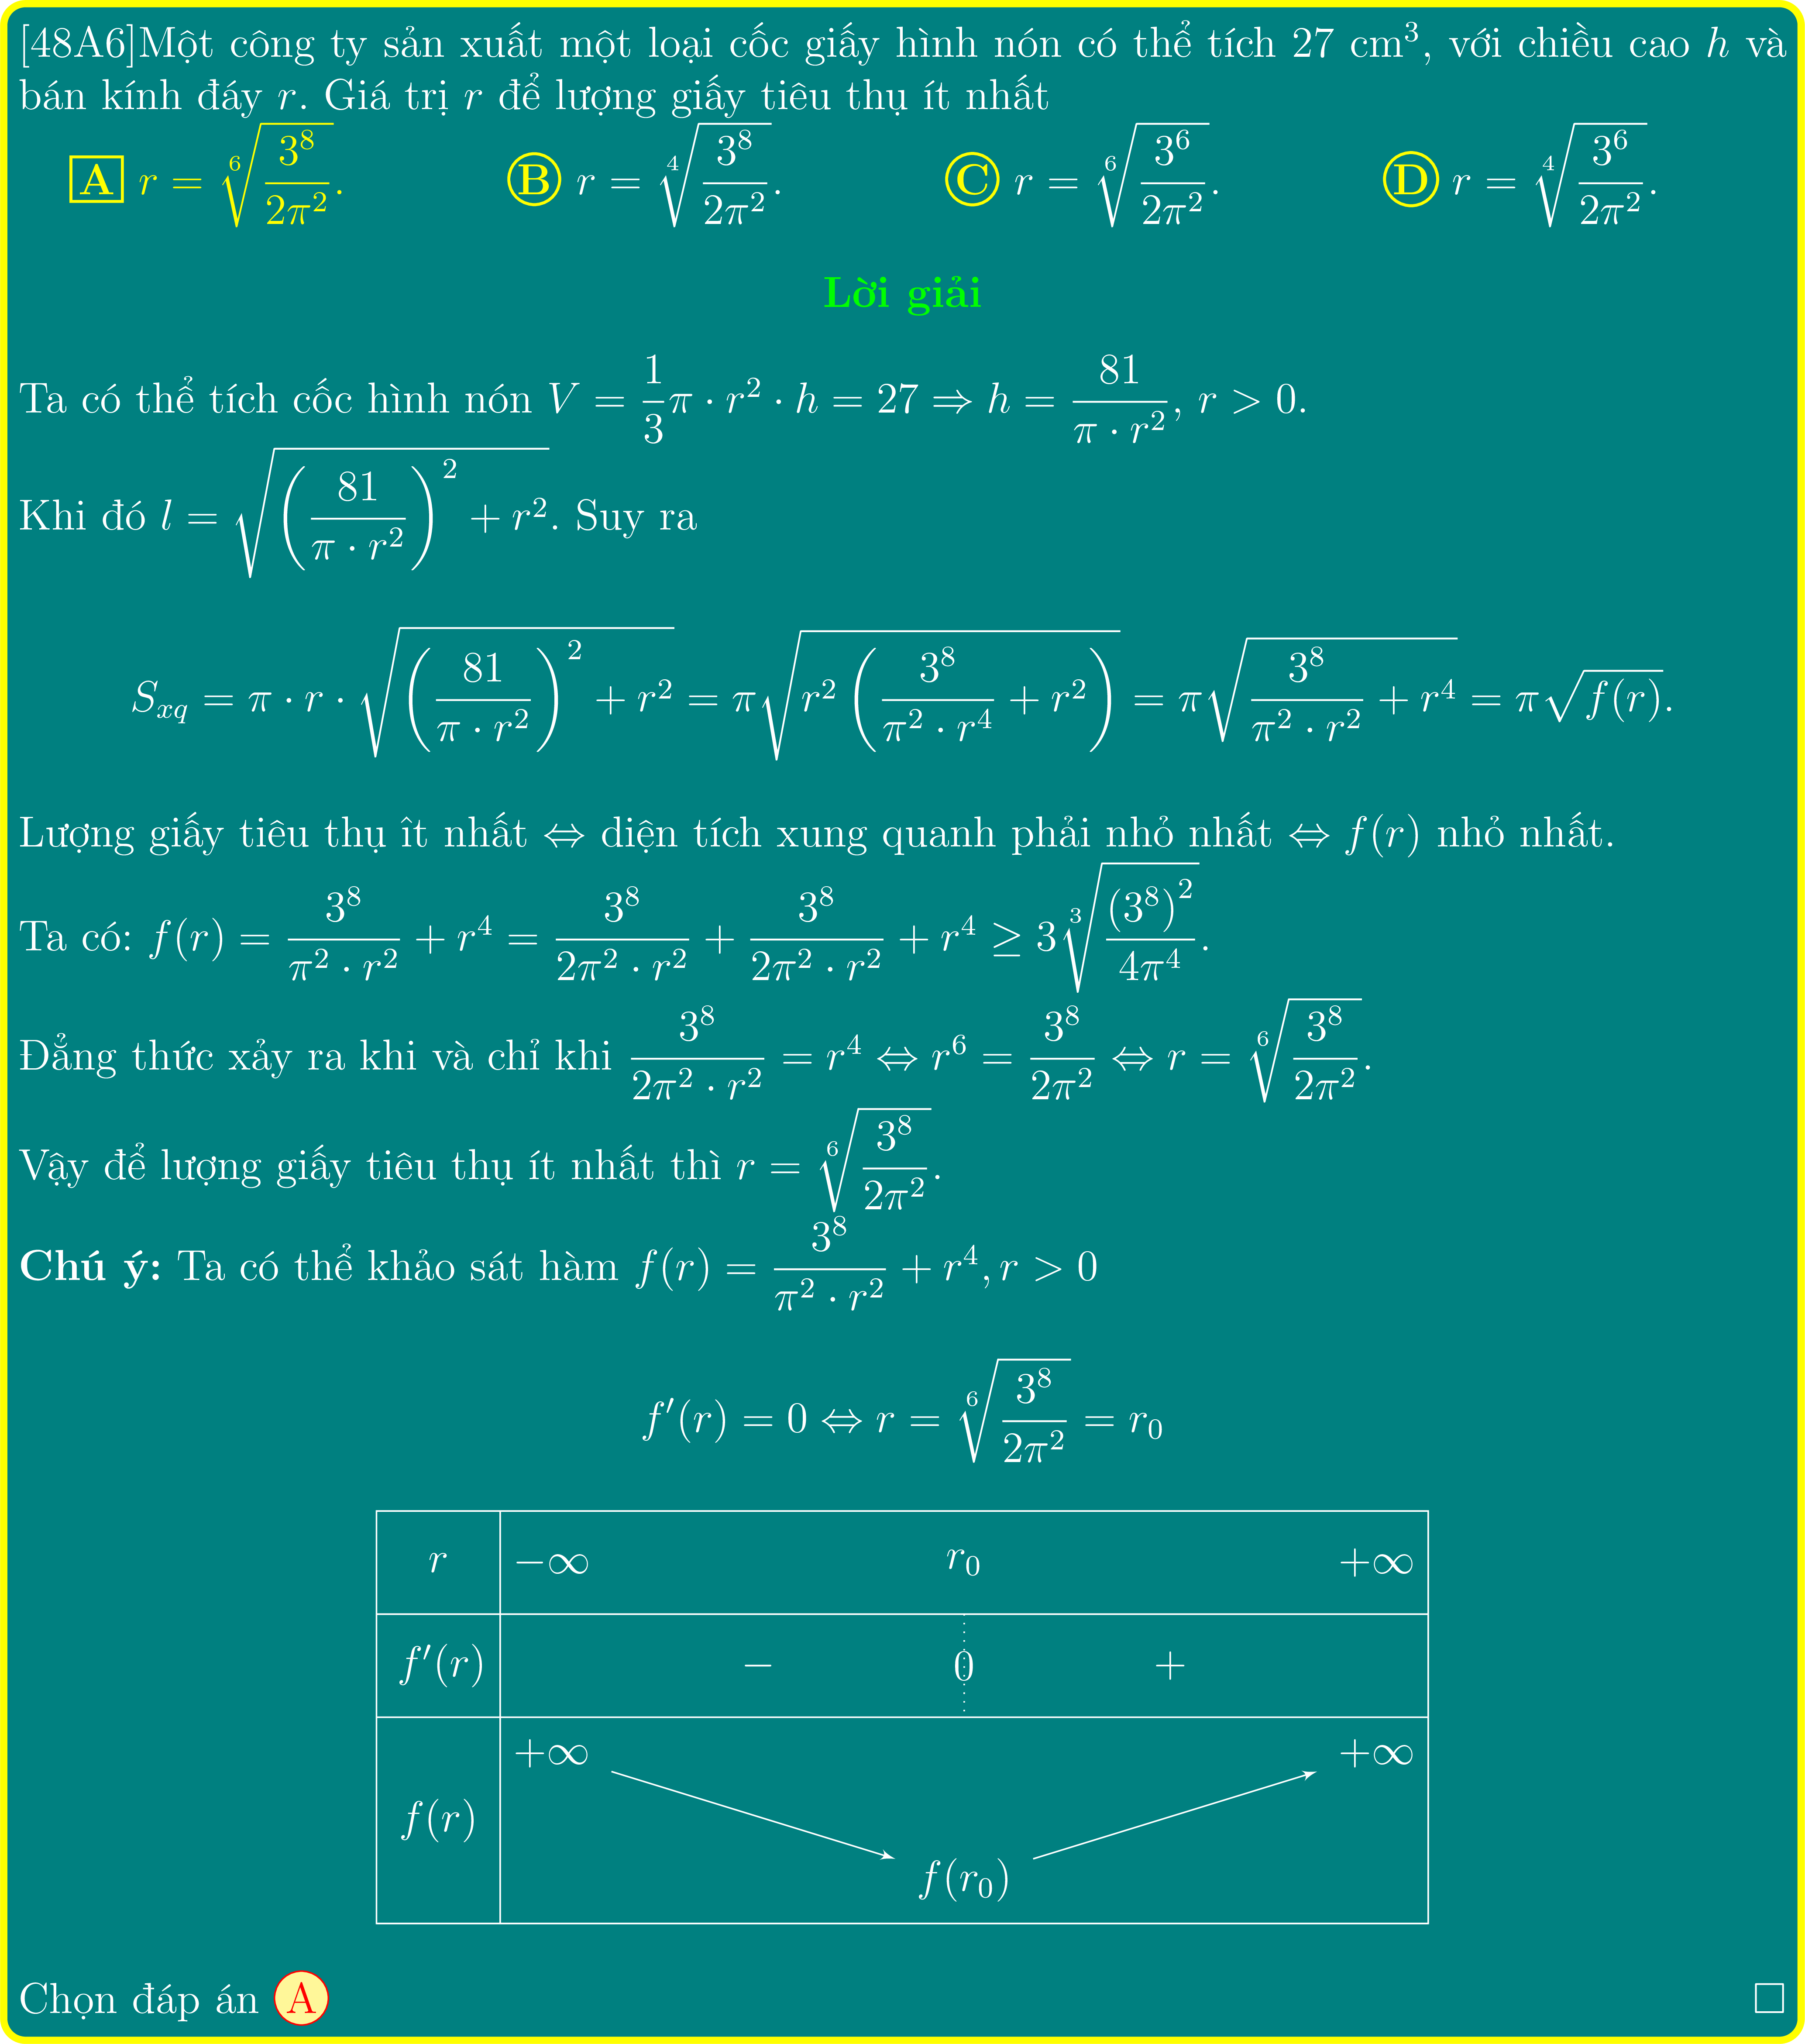 [48A6]Một công ty sản xuất một loại cốc giấy hình nón có thể tích 27 cm³, với chiều cao h và
bán kính đáy r. Giá trị r để lượng giấy tiêu thụ ít nhất
A r = \sqrt[6]{\frac{3^8}{2\pi^2}}. B r = \sqrt[4]{\frac{3^8}{2\pi^2}}. C r = \sqrt[6]{\frac{3^6}{2\pi^2}}. D r = \sqrt[4]{\frac{3^6}{2\pi^2}}.
Lời giải
Ta có thể tích cốc hình nón V = \frac{1}{3}\pi \cdot r^2 \cdot h = 27 ⇒ h = \frac{81}{\pi \cdot r^2}, r > 0.
Khi đó l = \sqrt{\left(\frac{81}{\pi \cdot r^2}\right)^2 + r^2}. Suy ra
S_{xq} = \pi \cdot r \cdot \sqrt{\left(\frac{81}{\pi \cdot r^2}\right)^2 + r^2} = \pi\sqrt{r^2\left(\frac{3^8}{\pi^2 \cdot r^4} + r^2\right)} = \pi\sqrt{\frac{3^8}{\pi^2 \cdot r^2} + r^4} = \pi\sqrt{f(r)}.
Lượng giấy tiêu thụ ît nhất ⇔ diện tích xung quanh phải nhỏ nhất ⇔ f(r) nhỏ nhất.
Ta có: f(r) = \frac{3^8}{\pi^2 \cdot r^2} + r^4 = \frac{3^8}{2\pi^2 \cdot r^2} + \frac{3^8}{2\pi^2 \cdot r^2} + r^4 ≥ 3\sqrt[3]{\frac{(3^8)^2}{4\pi^4}}.
Đẳng thức xảy ra khi và chỉ khi \frac{3^8}{2\pi^2 \cdot r^2} = r^4 ⇔ r^6 = \frac{3^8}{2\pi^2} ⇔ r = \sqrt[6]{\frac{3^8}{2\pi^2}}.
Vậy để lượng giấy tiêu thụ ít nhất thì r = \sqrt[6]{\frac{3^8}{2\pi^2}}.
Chú ý: Ta có thể khảo sát hàm f(r) = \frac{3^8}{\pi^2 \cdot r^2} + r^4, r > 0
f'(r) = 0 ⇔ r = \sqrt[6]{\frac{3^8}{2\pi^2}} = r_0
r −∞ r_0 +∞
f'(r) − 0 +
f(r) +∞ f(r_0) +∞
Chọn đáp án A □